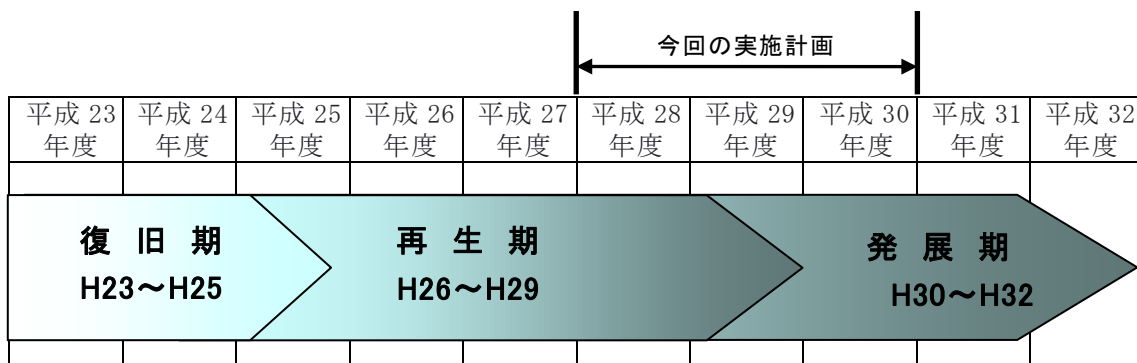 今回の実施計画
平成 23 平成 24 平成 25 平成 26 平成 27 平成 28 平成 29 平成 30 平成 31 平成 32
年度 年度 年度 年度 年度 年度 年度 年度 年度 年度
復 旧 期
H23～H25
再 生 期
H26～H29
発 展 期
H30～H32